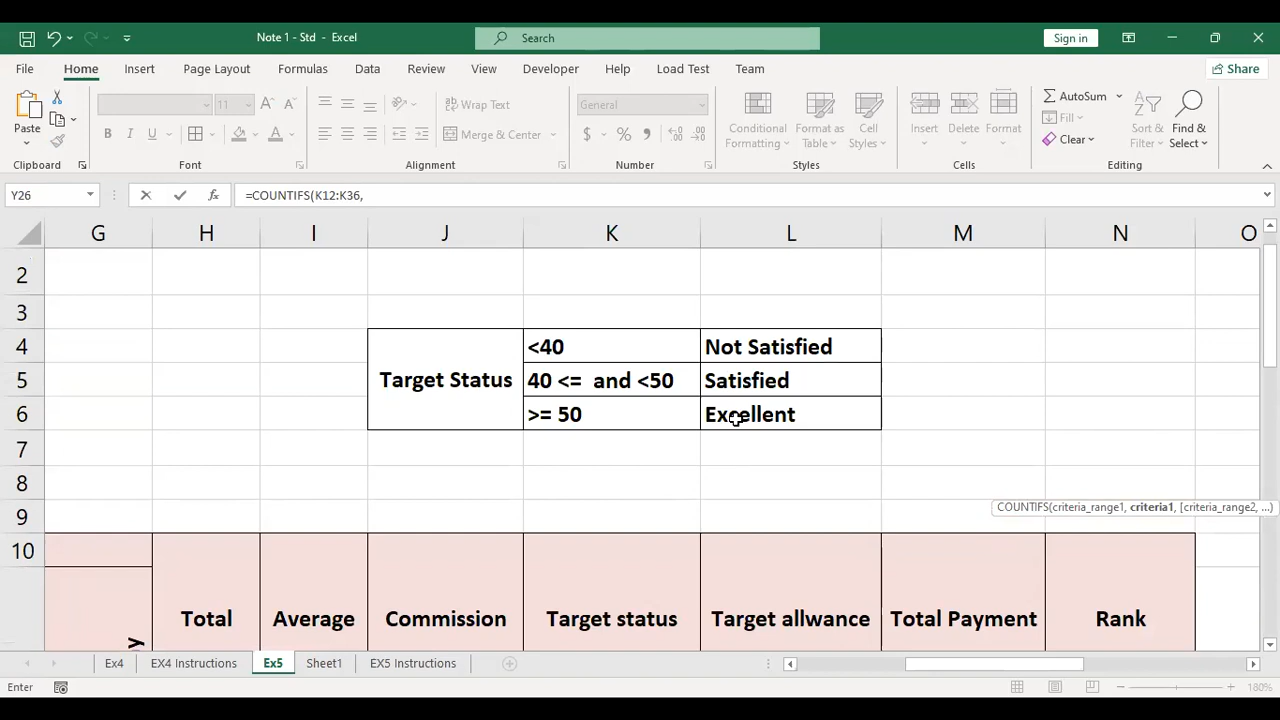 Note 1 - Std - Excel
Search
Sign in
File Home Insert Page Layout Formulas Data Review View Developer Help Load Test Team
Share
Paste
11
Wrap Text
Merge & Center
General
Conditional Formatting
Format as Table
Cell Styles
Insert
Delete
Format
AutoSum
Fill
Clear
Sort & Filter
Find & Select
Clipboard
Font
Alignment
Number
Styles
Cells
Editing
Y26
=COUNTIFS(K12:K36,
G H I J K L M N O
2
3
4 <40 Not Satisfied
5 Target Status 40 <= and <50 Satisfied
6 >= 50 Excellent
7
8
9
COUNTIFS(criteria_range1, criteria1, [criteria_range2, ...)
10
Total Average Commission Target status Target allwance Total Payment Rank
y
Ex4 EX4 Instructions Ex5 Sheet1 EX5 Instructions
Enter
180%